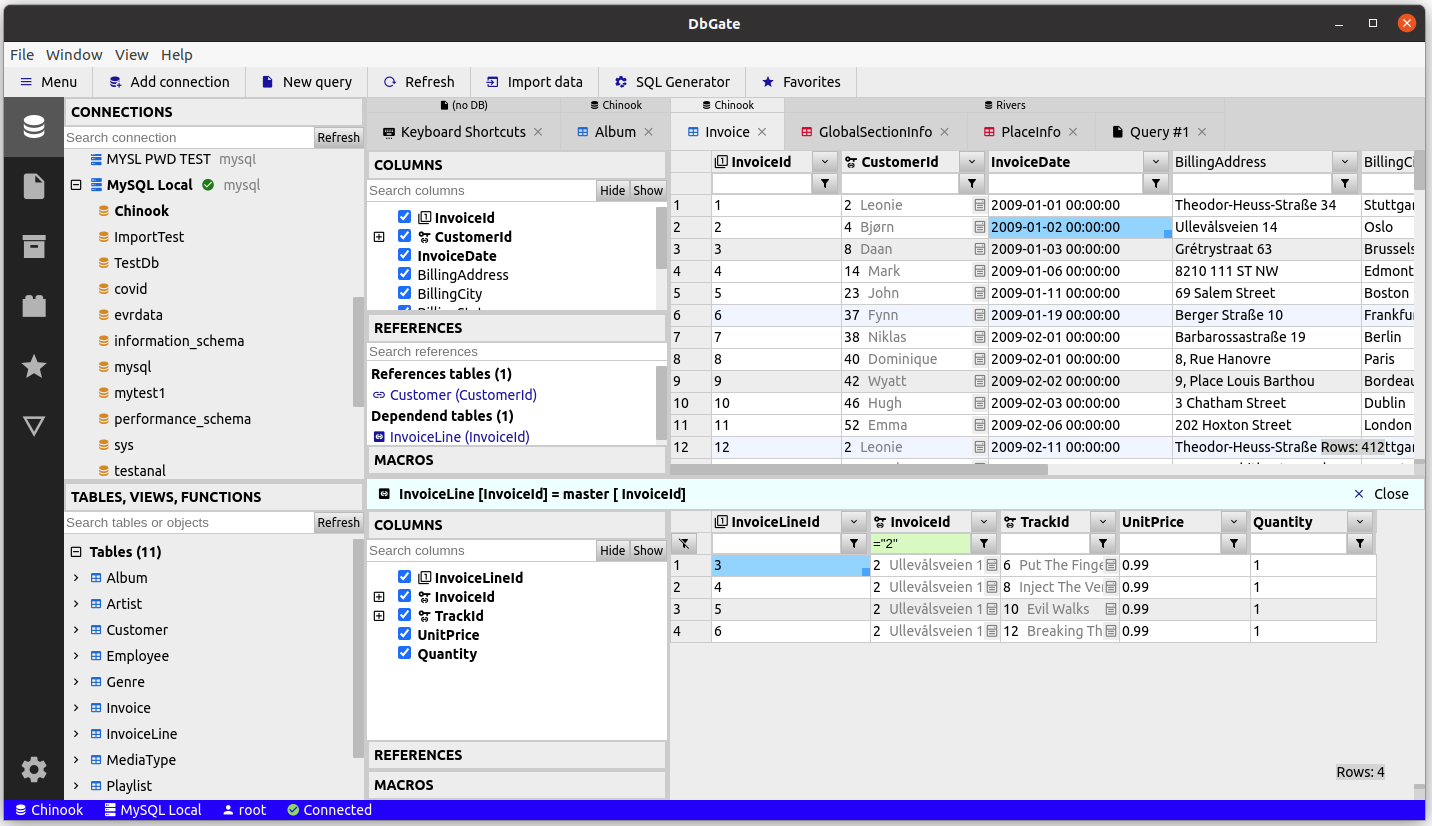 DbGate
File Window View Help
Menu Add connection New query Refresh Import data SQL Generator Favorites
CONNECTIONS
Search connection Refresh
MYSL PWD TEST mysql
MySQL Local mysql
Chinook
ImportTest
TestDb
covid
evrdata
information_schema
mysql
mytest1
performance_schema
sys
testanal
TABLES, VIEWS, FUNCTIONS
Search tables or objects Refresh
Tables (11)
Album
Artist
Customer
Employee
Genre
Invoice
InvoiceLine
MediaType
Playlist
(no DB) Chinook Chinook Rivers
Keyboard Shortcuts Album Invoice GlobalSectionInfo PlaceInfo Query #1
COLUMNS
Search columns Hide Show
InvoiceId
CustomerId
InvoiceDate
BillingAddress
BillingCity
REFERENCES
Search references
References tables (1)
Customer (CustomerId)
Dependend tables (1)
InvoiceLine (InvoiceId)
MACROS
InvoiceId CustomerId InvoiceDate BillingAddress BillingCi
1 1 2 Leonie 2009-01-01 00:00:00 Theodor-Heuss-Straße 34 Stuttgar
2 2 4 Bjørn 2009-01-02 00:00:00 Ullevålsveien 14 Oslo
3 3 8 Daan 2009-01-03 00:00:00 Grétrystraat 63 Brussels
4 4 14 Mark 2009-01-06 00:00:00 8210 111 ST NW Edmont
5 5 23 John 2009-01-11 00:00:00 69 Salem Street Boston
6 6 37 Fynn 2009-01-19 00:00:00 Berger Straße 10 Frankfu
7 7 38 Niklas 2009-02-01 00:00:00 Barbarossastraße 19 Berlin
8 8 40 Dominique 2009-02-01 00:00:00 8, Rue Hanovre Paris
9 9 42 Wyatt 2009-02-02 00:00:00 9, Place Louis Barthou Bordeau
10 10 46 Hugh 2009-02-03 00:00:00 3 Chatham Street Dublin
11 11 52 Emma 2009-02-06 00:00:00 202 Hoxton Street London
12 12 2 Leonie 2009-02-11 00:00:00 Theodor-Heuss-Straße Rows: 412 ttgar
InvoiceLine [InvoiceId] = master [ InvoiceId] Close
COLUMNS
Search columns Hide Show
InvoiceLineId
InvoiceId
TrackId
UnitPrice
Quantity
REFERENCES
MACROS
InvoiceLineId InvoiceId TrackId UnitPrice Quantity
="2"
1 3 2 Ullevålsveien 1 6 Put The Finge 0.99 1
2 4 2 Ullevålsveien 1 8 Inject The Ve 0.99 1
3 5 2 Ullevålsveien 1 10 Evil Walks 0.99 1
4 6 2 Ullevålsveien 1 12 Breaking Th 0.99 1
Rows: 4
Chinook MySQL Local root Connected